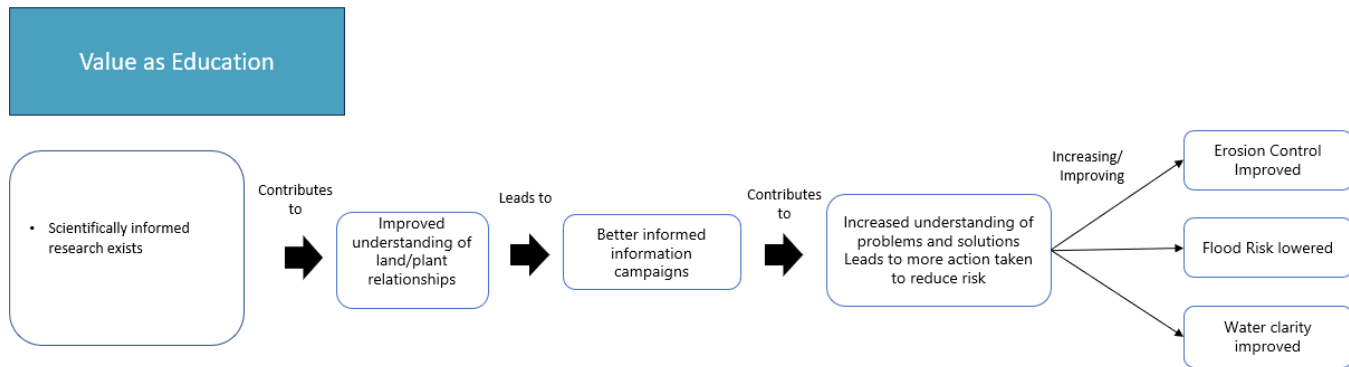 Value as Education
• Scientifically informed
research exists
Contributes
to
Improved
understanding of
land/plant
relationships
Leads to
Better informed
information
campaigns
Contributes
to
Increased understanding of
problems and solutions
Leads to more action taken
to reduce risk
Increasing/
Improving
Erosion Control
Improved
Flood Risk lowered
Water clarity
improved